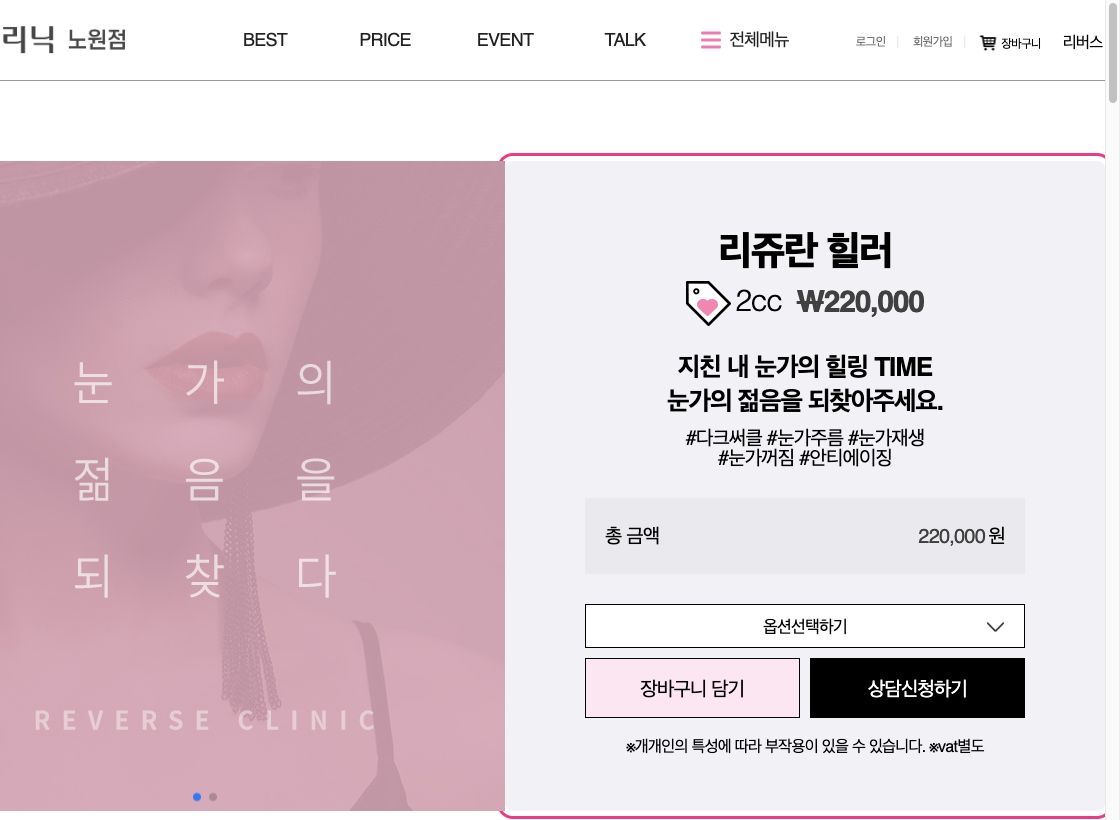 리닉 노원점
BEST PRICE EVENT TALK 전체메뉴 로그인 회원가입 장바구니 리버스
눈 가 의
젊 음 을
되 찾 다
REVERSE CLINIC
리쥬란 힐러
2cc ₩220,000
지친 내 눈가의 힐링 TIME
눈가의 젊음을 되찾아주세요.
#다크써클 #눈가주름 #눈가재생
#눈가꺼짐 #안티에이징
총 금액 220,000 원
옵션선택하기
장바구니 담기 상담신청하기
※개개인의 특성에 따라 부작용이 있을 수 있습니다. ※vat별도